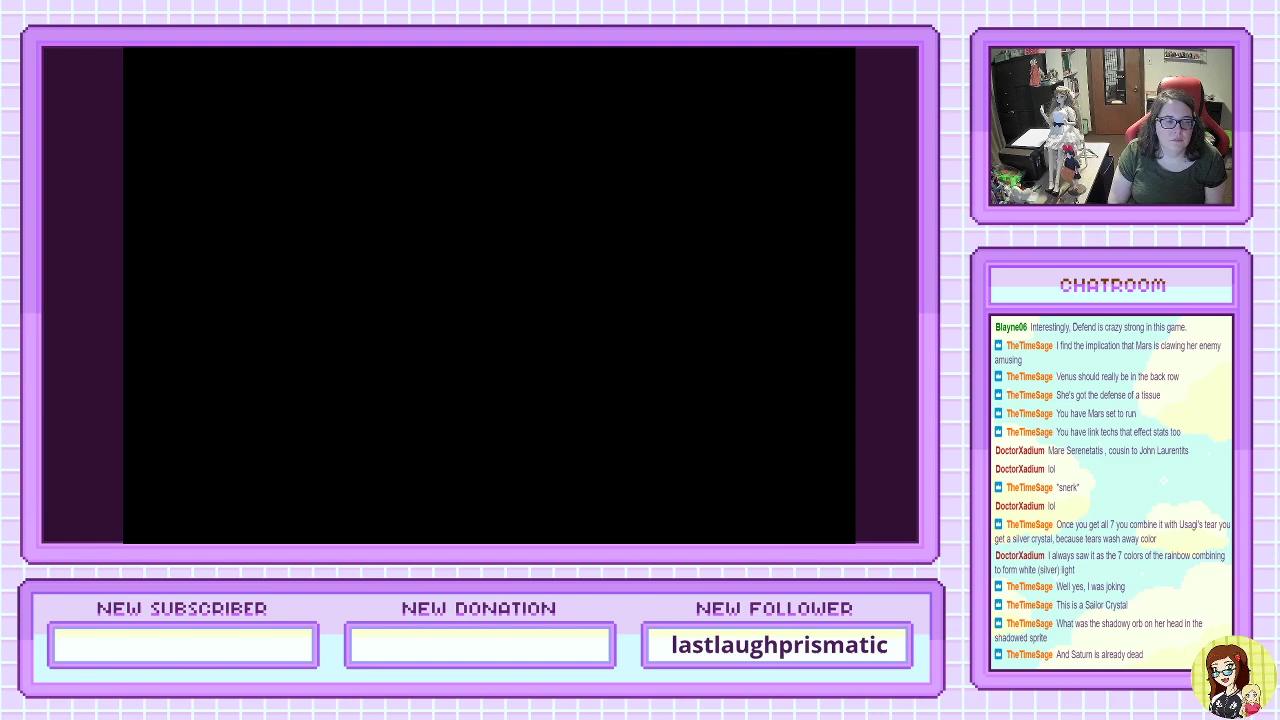 CHATROOM
Blayne06 Interestingly, Defend is crazy strong in this game.
TheTimeSage I find the implication that Mars is clawing her enemy
amusing
TheTimeSage Venus should really be in the back row
TheTimeSage She's got the defense of a tissue
TheTimeSage You have Mars set to run
TheTimeSage You have link techs that effect stats too
DoctorXadium Mare Serenetatis , cousin to John Laurentits
DoctorXadium lol
TheTimeSage *snerk*
DoctorXadium lol
TheTimeSage Once you get all 7 you combine it with Usagi's tear you
get a silver crystal, because tears wash away color
DoctorXadium I always saw it as the 7 colors of the rainbow combining
to form white (silver) light
TheTimeSage Well yes, I was joking
TheTimeSage This is a Sailor Crystal
TheTimeSage What was the shadowy orb on her head in the
shadowed sprite
TheTimeSage And Saturn is already dead
NEW SUBSCRIBER
NEW DONATION
NEW FOLLOWER
lastlaughprismatic